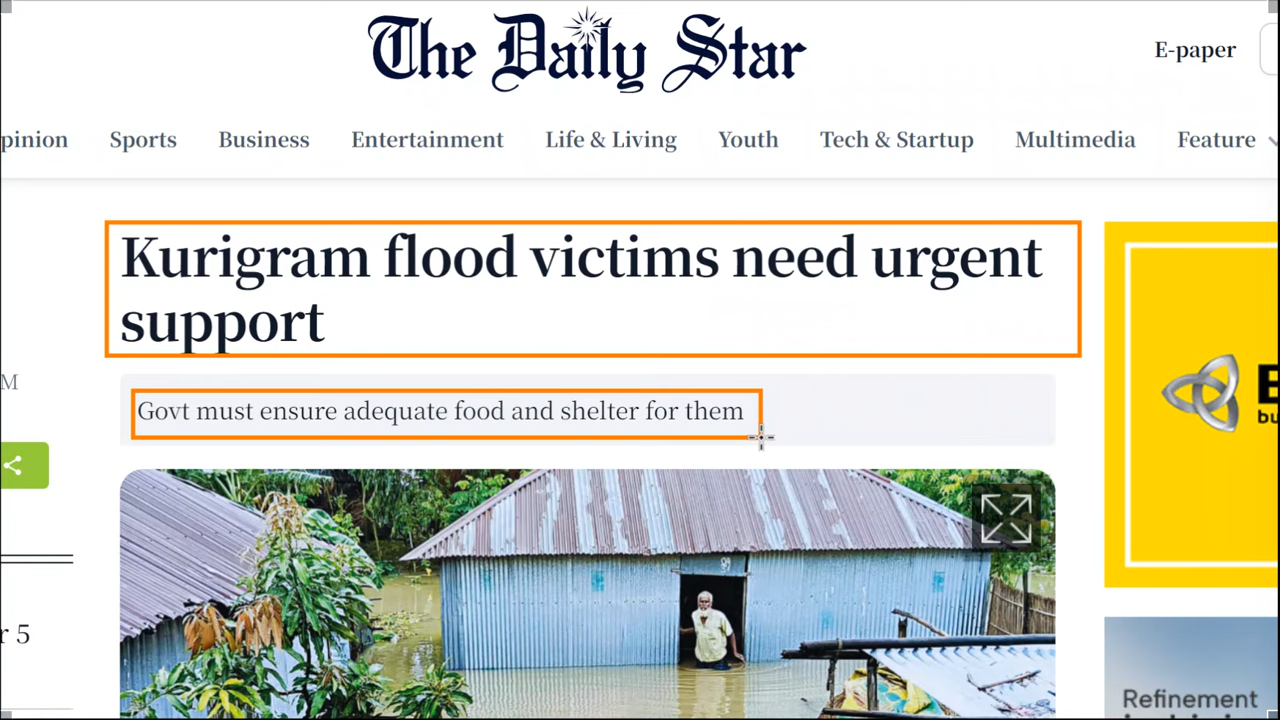 The Daily Star
E-paper
pinion Sports Business Entertainment Life & Living Youth Tech & Startup Multimedia Feature
Kurigram flood victims need urgent
support
M
Govt must ensure adequate food and shelter for them
B
bu
r 5
Refinement